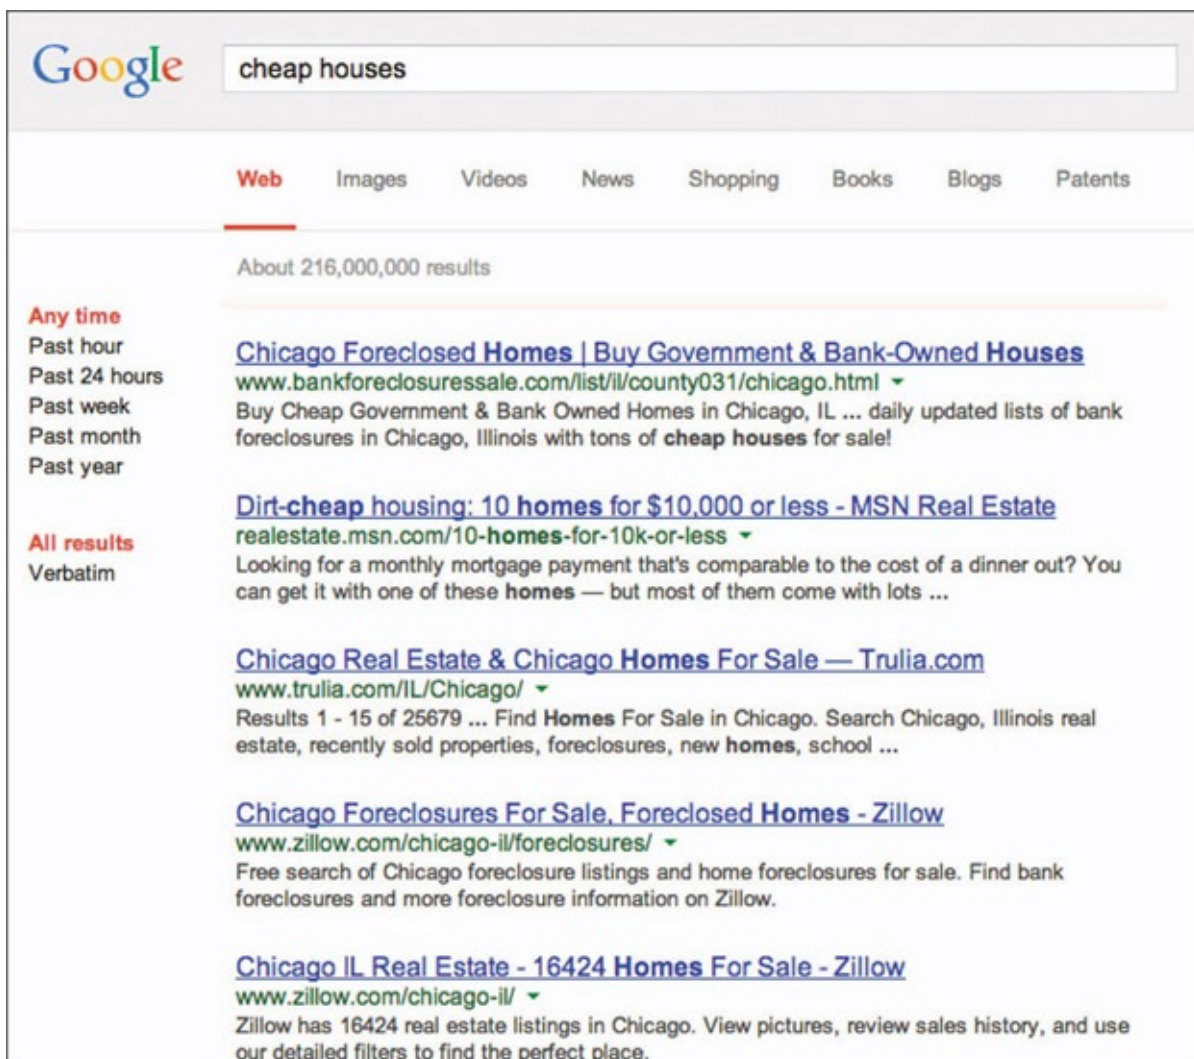 Google
cheap houses
Web Images Videos News Shopping Books Blogs Patents
About 216,000,000 results
Any time
Past hour
Past 24 hours
Past week
Past month
Past year
All results
Verbatim
Chicago Foreclosed Homes | Buy Government & Bank-Owned Houses
www.bankforeclosuressale.com/list/il/county031/chicago.html
Buy Cheap Government & Bank Owned Homes in Chicago, IL ... daily updated lists of bank
foreclosures in Chicago, Illinois with tons of cheap houses for sale!
Dirt-cheap housing: 10 homes for $10,000 or less - MSN Real Estate
realestate.msn.com/10-homes-for-10k-or-less
Looking for a monthly mortgage payment that's comparable to the cost of a dinner out? You
can get it with one of these homes — but most of them come with lots ...
Chicago Real Estate & Chicago Homes For Sale — Trulia.com
www.trulia.com/IL/Chicago/
Results 1 - 15 of 25679 ... Find Homes For Sale in Chicago. Search Chicago, Illinois real
estate, recently sold properties, foreclosures, new homes, school ...
Chicago Foreclosures For Sale, Foreclosed Homes - Zillow
www.zillow.com/chicago-il/foreclosures/
Free search of Chicago foreclosure listings and home foreclosures for sale. Find bank
foreclosures and more foreclosure information on Zillow.
Chicago IL Real Estate - 16424 Homes For Sale - Zillow
www.zillow.com/chicago-il/
Zillow has 16424 real estate listings in Chicago. View pictures, review sales history, and use
our detailed filters to find the perfect place.